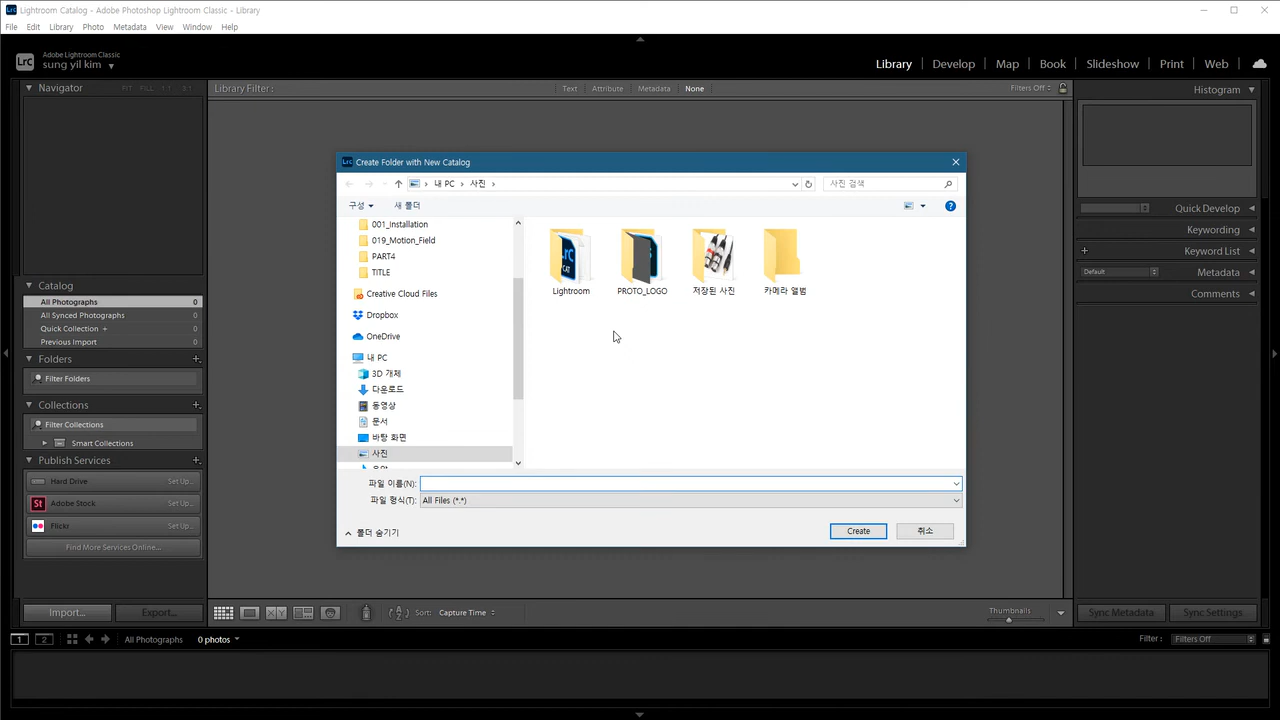 Lightroom Catalog - Adobe Photoshop Lightroom Classic - Library
File Edit Library Photo Metadata View Window Help
Lrc Adobe Lightroom Classic
sung yil kim
Library | Develop | Map | Book | Slideshow | Print | Web
Navigator FIT FILL 1:1 3:1
Library Filter : Text Attribute Metadata None Filters Off
Histogram
Create Folder with New Catalog
내 PC > 사진 >
사진 검색
구성 새 폴더
001_Installation
019_Motion_Field
PART4
TITLE
Creative Cloud Files
Dropbox
OneDrive
내 PC
3D 개체
다운로드
동영상
문서
바탕 화면
사진
Lightroom
PROTO_LOGO
저장된 사진
카메라 앨범
파일 이름(N):
파일 형식(T): All Files (*.*)
폴더 숨기기
Create 취소
Catalog
All Photographs 0
All Synced Photographs 0
Quick Collection + 0
Previous Import 0
Folders +
Filter Folders
Collections +
Filter Collections
Smart Collections
Publish Services +
Hard Drive Set Up...
St Adobe Stock Set Up...
Flickr Set Up...
Find More Services Online...
Quick Develop
Keywording
+ Keyword List
Default Metadata
Comments
Import... Export...
Sort: Capture Time
Thumbnails
Sync Metadata Sync Settings
1 2 All Photographs 0 photos
Filter : Filters Off